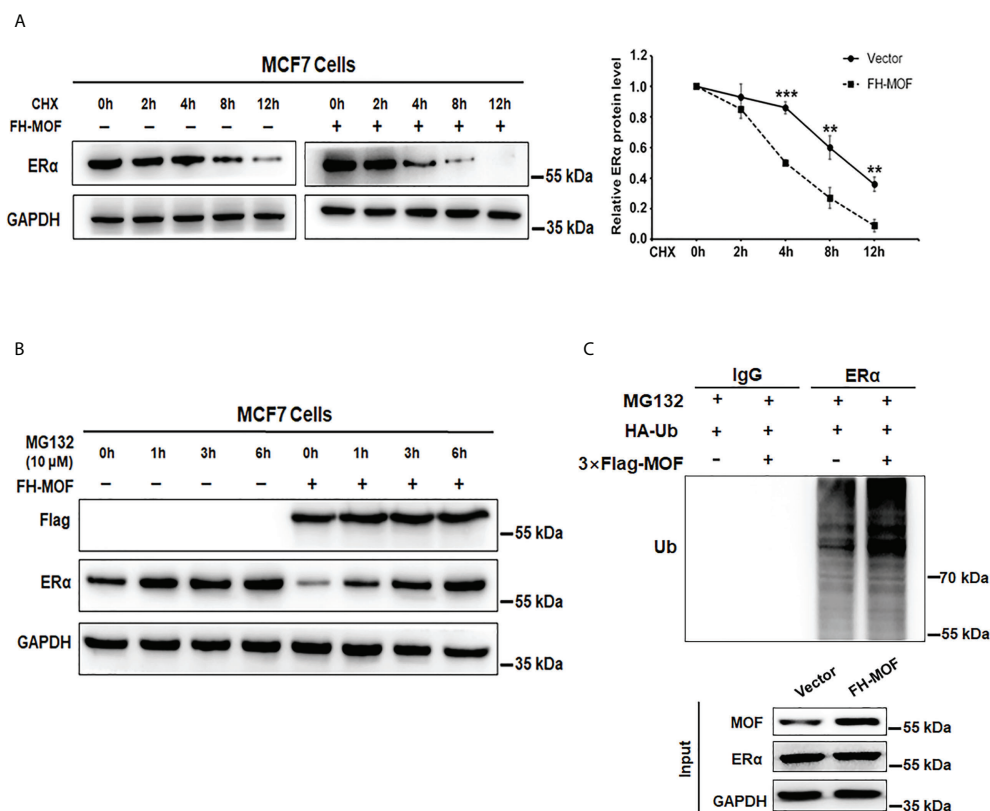 A
MCF7 Cells
CHX 0h 2h 4h 8h 12h 0h 2h 4h 8h 12h
FH-MOF – – – – – + + + + +
ERα
55 kDa
GAPDH
35 kDa
Relative ERα protein level
1.2
1.0
0.8
0.6
0.4
0.2
0.0
Vector
FH-MOF
***
**
**
CHX 0h 2h 4h 8h 12h
B
MCF7 Cells
MG132
(10 μM)
0h 1h 3h 6h 0h 1h 3h 6h
FH-MOF – – – – + + + +
Flag
55 kDa
ERα
55 kDa
GAPDH
35 kDa
C
IgG ERα
MG132 + + + +
HA-Ub + + + +
3×Flag-MOF – + – +
Ub
70 kDa
55 kDa
Vector FH-MOF
Input
MOF
55 kDa
ERα
55 kDa
GAPDH
35 kDa